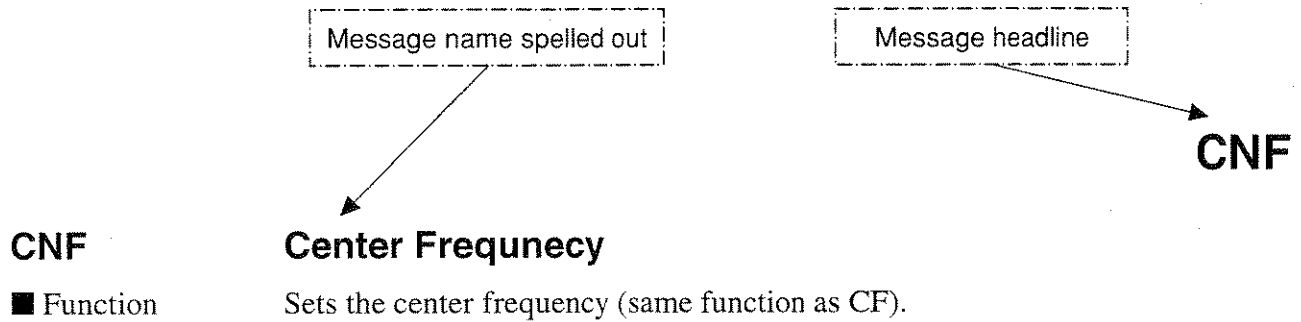 Message name spelled out
Message headline
CNF
CNF Center Frequnecy
■ Function Sets the center frequency (same function as CF).